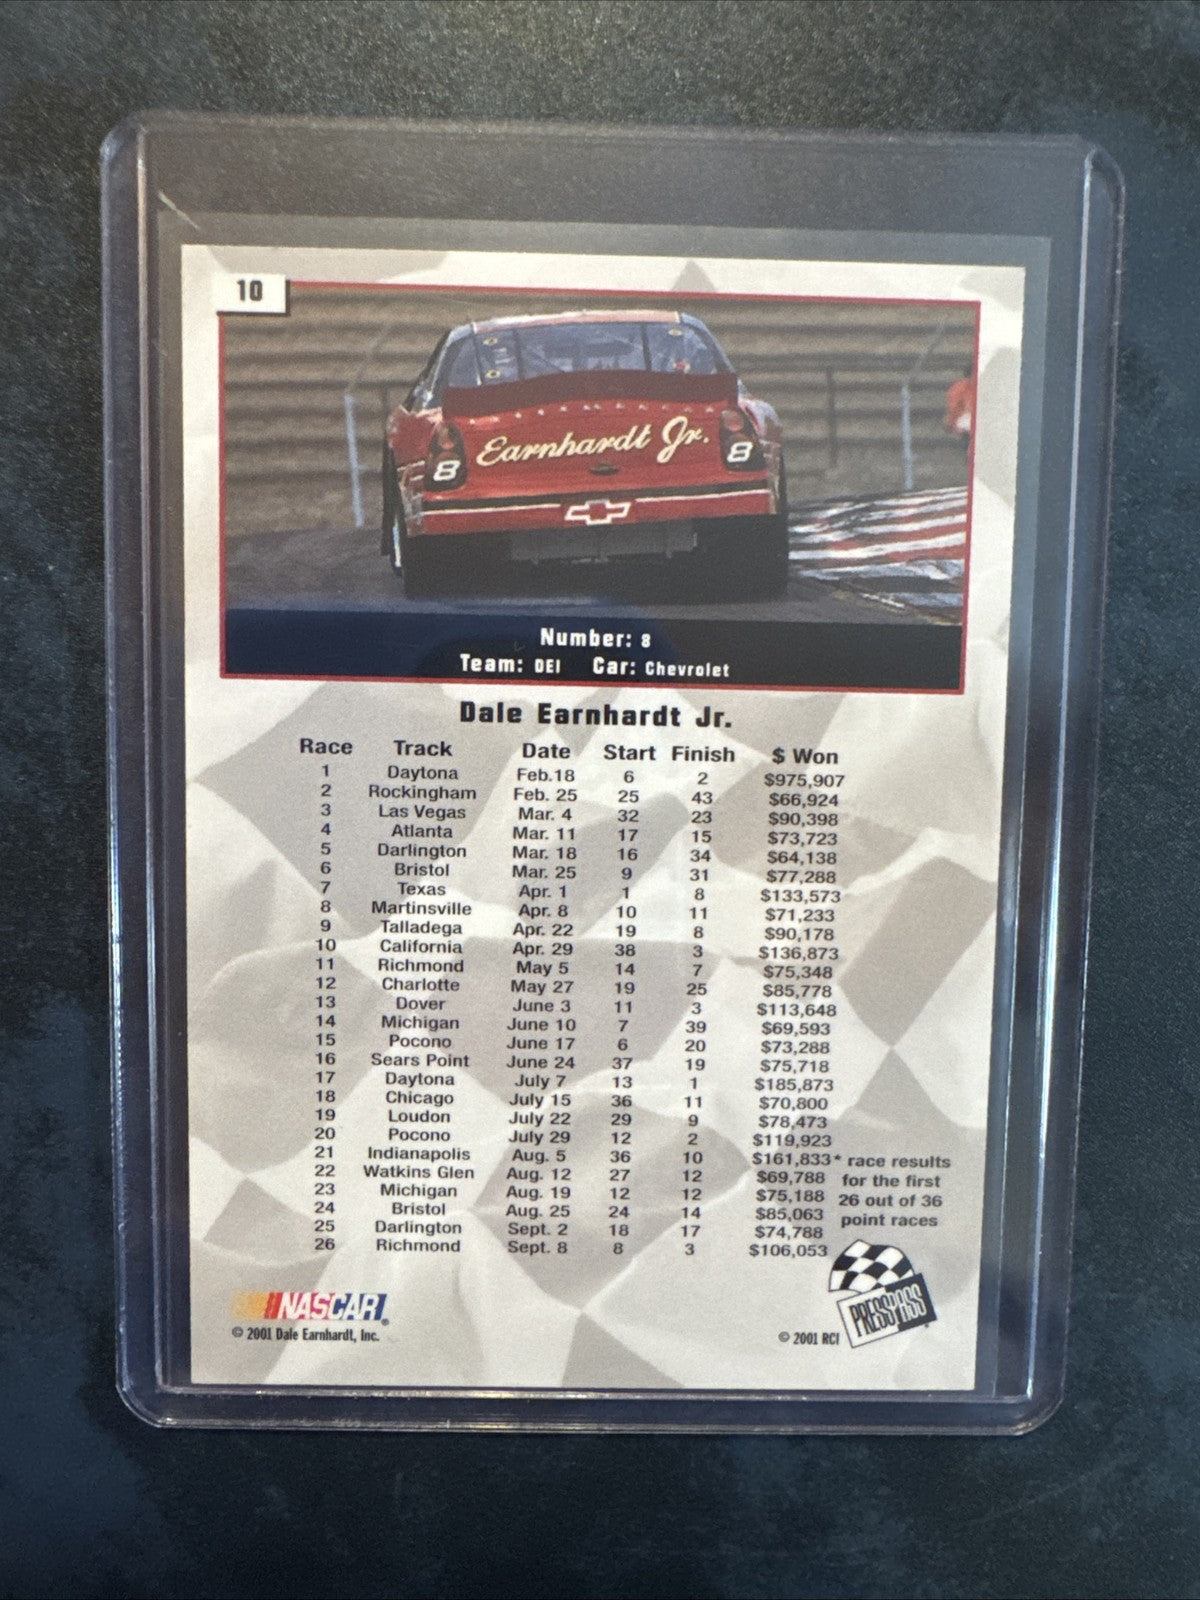 10
Earnhardt Jr.
8 8
Number: 8
Team: DEI Car: Chevrolet
Dale Earnhardt Jr.
Race Track Date Start Finish $ Won
1 Daytona Feb.18 6 2 $975,907
2 Rockingham Feb. 25 25 43 $66,924
3 Las Vegas Mar. 4 32 23 $90,398
4 Atlanta Mar. 11 17 15 $73,723
5 Darlington Mar. 18 16 34 $64,138
6 Bristol Mar. 25 9 31 $77,288
7 Texas Apr. 1 1 8 $133,573
8 Martinsville Apr. 8 10 11 $71,233
9 Talladega Apr. 22 19 8 $90,178
10 California Apr. 29 38 3 $136,873
11 Richmond May 5 14 7 $75,348
12 Charlotte May 27 19 25 $85,778
13 Dover June 3 11 3 $113,648
14 Michigan June 10 7 39 $69,593
15 Pocono June 17 6 20 $73,288
16 Sears Point June 24 37 19 $75,718
17 Daytona July 7 13 1 $185,873
18 Chicago July 15 36 11 $70,800
19 Loudon July 22 29 9 $78,473
20 Pocono July 29 12 2 $119,923
21 Indianapolis Aug. 5 36 10 $161,833
22 Watkins Glen Aug. 12 27 12 $69,788
23 Michigan Aug. 19 12 12 $75,188
24 Bristol Aug. 25 24 14 $85,063
25 Darlington Sept. 2 18 17 $74,788
26 Richmond Sept. 8 8 3 $106,053
* race results
for the first
26 out of 36
point races
NASCAR®
© 2001 Dale Earnhardt, Inc.
© 2001 RCI
PRESS PASS